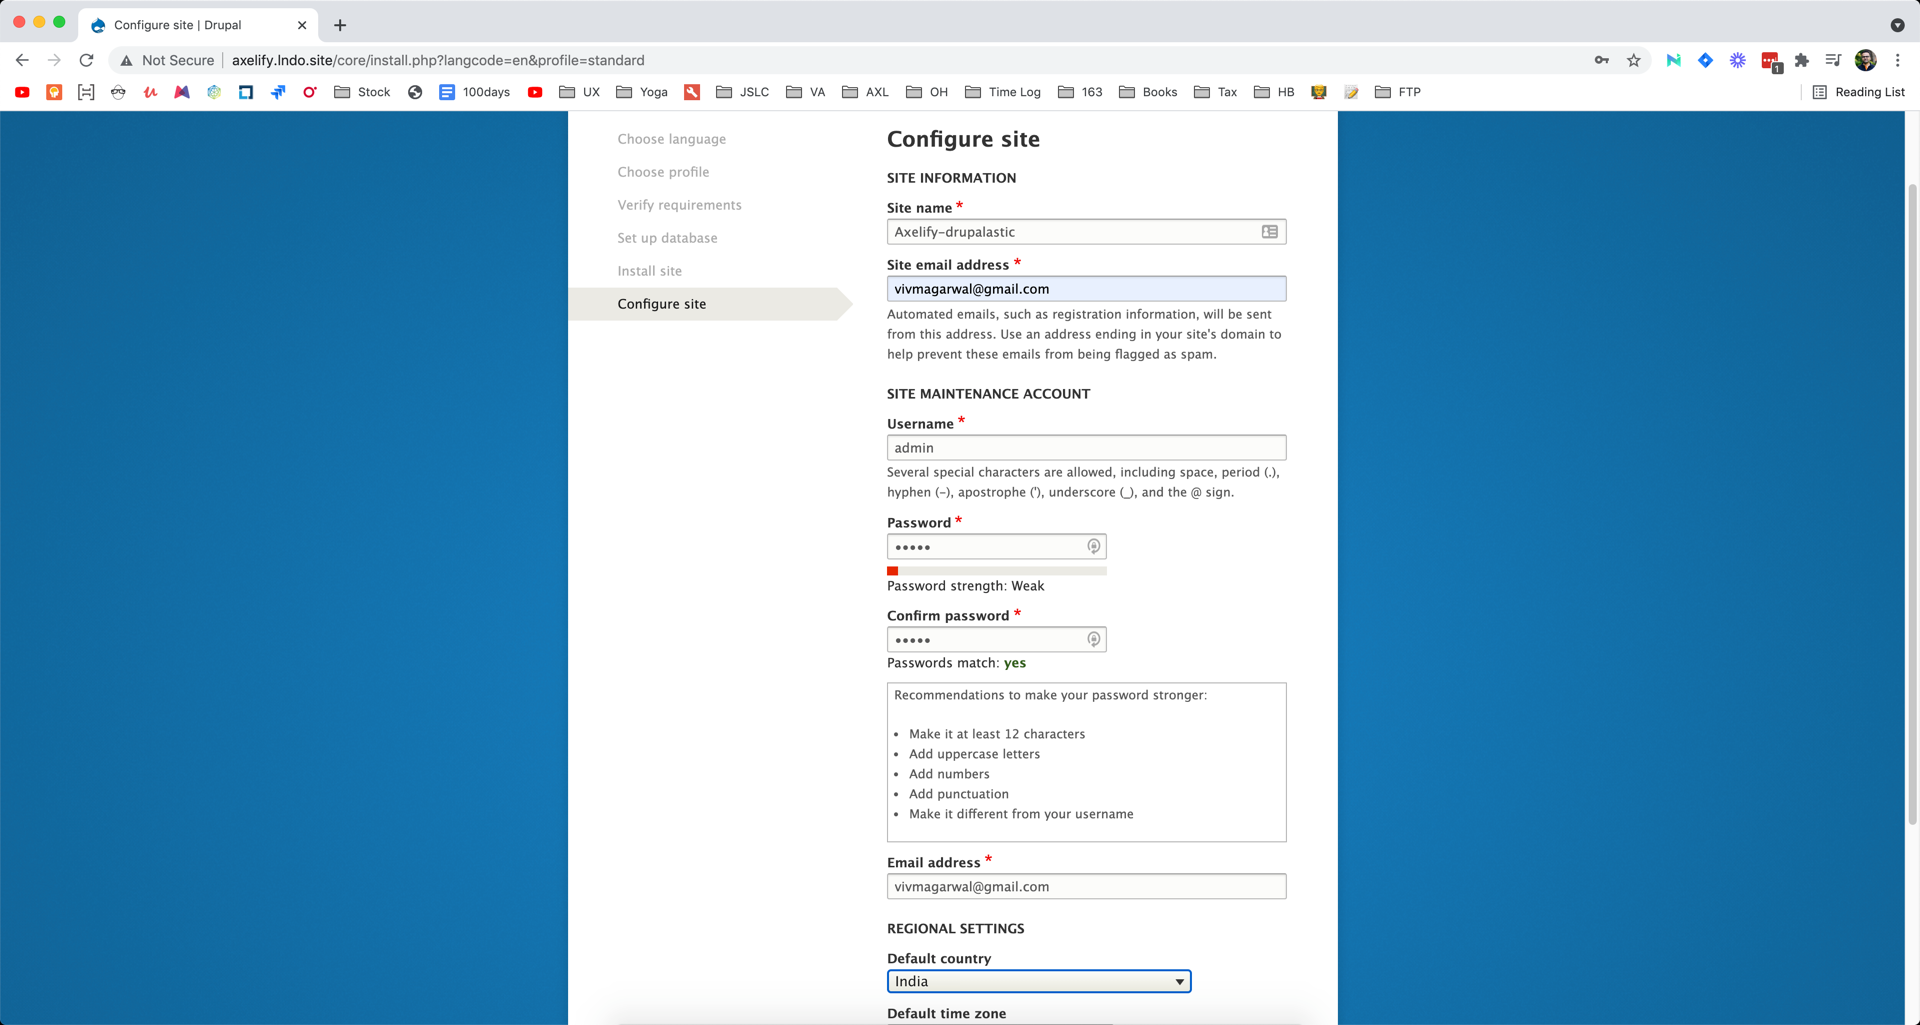 Configure site | Drupal
Not Secure axelify.lndo.site/core/install.php?langcode=en&profile=standard
1
Stock 100days UX Yoga JSLC VA AXL OH Time Log 163 Books Tax HB FTP Reading List
Choose language
Choose profile
Verify requirements
Set up database
Install site
Configure site
Configure site
SITE INFORMATION
Site name *
Axelify-drupalastic
Site email address *
vivmagarwal@gmail.com
Automated emails, such as registration information, will be sent
from this address. Use an address ending in your site's domain to
help prevent these emails from being flagged as spam.
SITE MAINTENANCE ACCOUNT
Username *
admin
Several special characters are allowed, including space, period (.),
hyphen (-), apostrophe ('), underscore (_), and the @ sign.
Password *
•••••
Password strength: Weak
Confirm password *
•••••
Passwords match: yes
Recommendations to make your password stronger:
• Make it at least 12 characters
• Add uppercase letters
• Add numbers
• Add punctuation
• Make it different from your username
Email address *
vivmagarwal@gmail.com
REGIONAL SETTINGS
Default country
India
Default time zone